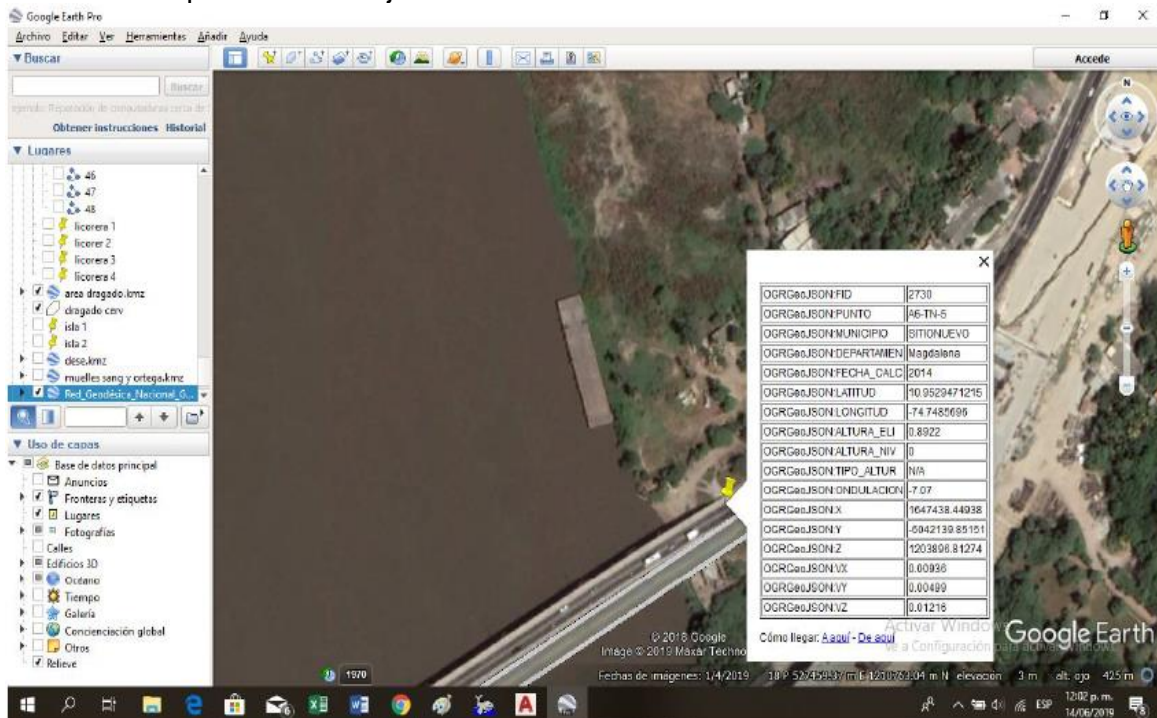 Google Earth Pro
Archivo Editar Ver Herramientas Añadir Ayuda
▼ Buscar
Accede
Buscar
Obtener instrucciones Historial
▼ Lugares
46
47
48
licorera 1
licorer 2
licorera 3
licorera 4
area dragado.kmz
dragado cerv
isla 1
isla 2
dese.kmz
muelles sang y ortega.kmz
Red_Geodésica_Nacional_G...
▼ Uso de capas
Base de datos principal
Anuncios
Fronteras y etiquetas
Lugares
Fotografías
Calles
Edificios 3D
Océano
Tiempo
Galería
Concienciación global
Otros
Relieve
N
OGRGeoJSON:FID 2730
OGRGeoJSON:PUNTO A6-TN-5
OGRGeoJSON:MUNICIPIO SITIONUEVO
OGRGeoJSON:DEPARTAMEN Magdalena
OGRGeoJSON:FECHA_CALC 2014
OGRGeoJSON:LATITUD 10.9529471215
OGRGeoJSON:LONGITUD -74.7485696
OGRGeoJSON:ALTURA_ELI 0.8922
OGRGeoJSON:ALTURA_NIV 0
OGRGeoJSON:TIPO_ALTUR N/A
OGRGeoJSON:ONDULACION -7.07
OGRGeoJSON:X 1647438.44938
OGRGeoJSON:Y -6042139.85151
OGRGeoJSON:Z 1203896.81274
OGRGeoJSON:VX 0.00936
OGRGeoJSON:VY 0.00499
OGRGeoJSON:VZ 0.01216
Cómo llegar: A aquí - De aquí
Activar Windows
Ve a Configuración para activar Windows.
© 2018 Google
Image © 2019 Maxar Techno
Google Earth
1970
Fechas de imágenes: 1/4/2019 18 P elevación 3 m alt. ojo 425 m
ESP
12:02 p. m.
14/06/2019